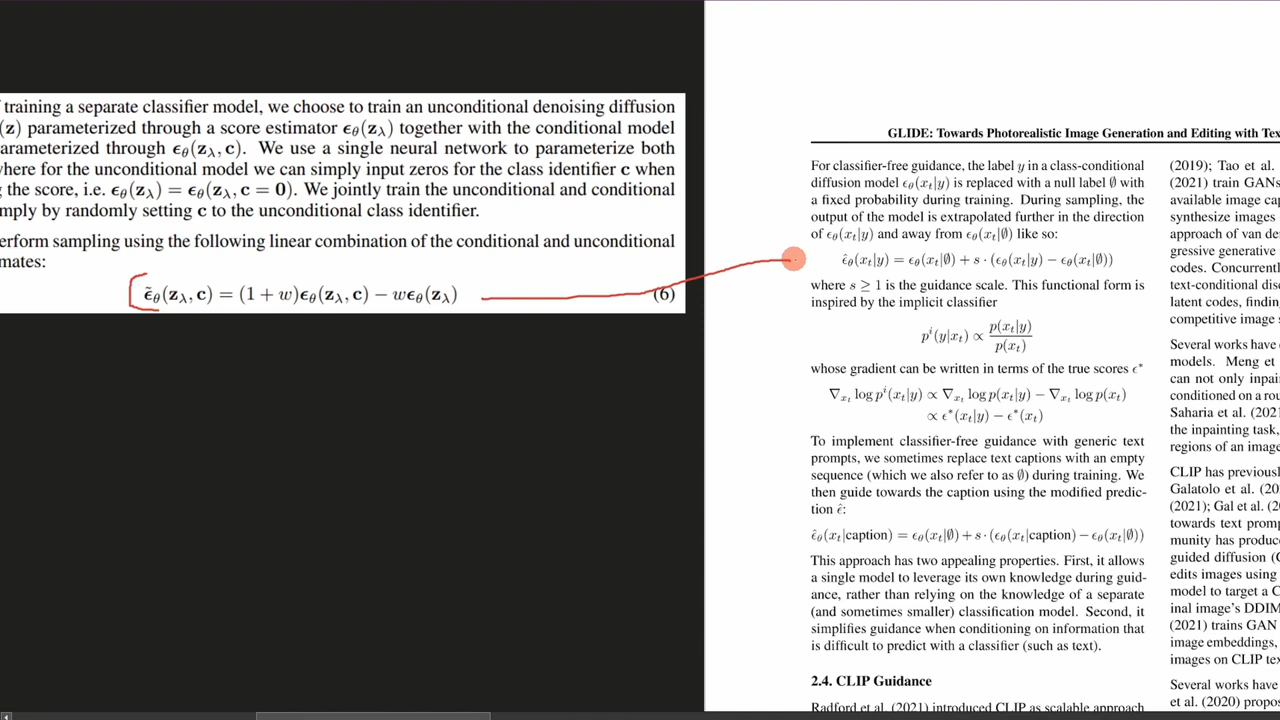 training a separate classifier model, we choose to train an unconditional denoising diffusion
(z) parameterized through a score estimator ϵθ(zλ) together with the conditional model
arameterized through ϵθ(zλ, c). We use a single neural network to parameterize both
here for the unconditional model we can simply input zeros for the class identifier c when
the score, i.e. ϵθ(zλ) = ϵθ(zλ, c = 0). We jointly train the unconditional and conditional
mply by randomly setting c to the unconditional class identifier.
erform sampling using the following linear combination of the conditional and unconditional
mates:
ϵ̃θ(zλ, c) = (1 + w)ϵθ(zλ, c) − wϵθ(zλ) (6)
GLIDE: Towards Photorealistic Image Generation and Editing with Tex
For classifier-free guidance, the label y in a class-conditional
diffusion model ϵθ(xt|y) is replaced with a null label ∅ with
a fixed probability during training. During sampling, the
output of the model is extrapolated further in the direction
of ϵθ(xt|y) and away from ϵθ(xt|∅) like so:
ϵ̂θ(xt|y) = ϵθ(xt|∅) + s · (ϵθ(xt|y) − ϵθ(xt|∅))
where s ≥ 1 is the guidance scale. This functional form is
inspired by the implicit classifier
pi(y|xt) ∝ p(xt|y)
p(xt)
whose gradient can be written in terms of the true scores ϵ*
∇xt log pi(xt|y) ∝ ∇xt log p(xt|y) − ∇xt log p(xt)
∝ ϵ*(xt|y) − ϵ*(xt)
To implement classifier-free guidance with generic text
prompts, we sometimes replace text captions with an empty
sequence (which we also refer to as ∅) during training. We
then guide towards the caption using the modified predic-
tion ϵ̂:
ϵ̂θ(xt|caption) = ϵθ(xt|∅) + s · (ϵθ(xt|caption) − ϵθ(xt|∅))
This approach has two appealing properties. First, it allows
a single model to leverage its own knowledge during guid-
ance, rather than relying on the knowledge of a separate
(and sometimes smaller) classification model. Second, it
simplifies guidance when conditioning on information that
is difficult to predict with a classifier (such as text).
2.4. CLIP Guidance
Radford et al. (2021) introduced CLIP as scalable approach
(2019); Tao et al.
(2021) train GANs
available image cap
synthesize images
approach of van de
gressive generative
codes. Concurrentl
text-conditional dis
latent codes, findin
competitive image s
Several works have
models. Meng et
can not only inpai
conditioned on a rou
Saharia et al. (2021
the inpainting task,
regions of an image
CLIP has previousl
Galatolo et al. (20
(2021); Gal et al. (2
towards text promp
munity has produce
guided diffusion (C
edits images using
model to target a C
inal image's DDIM
(2021) trains GAN
image embeddings,
images on CLIP tex
Several works have
et al. (2020) propos